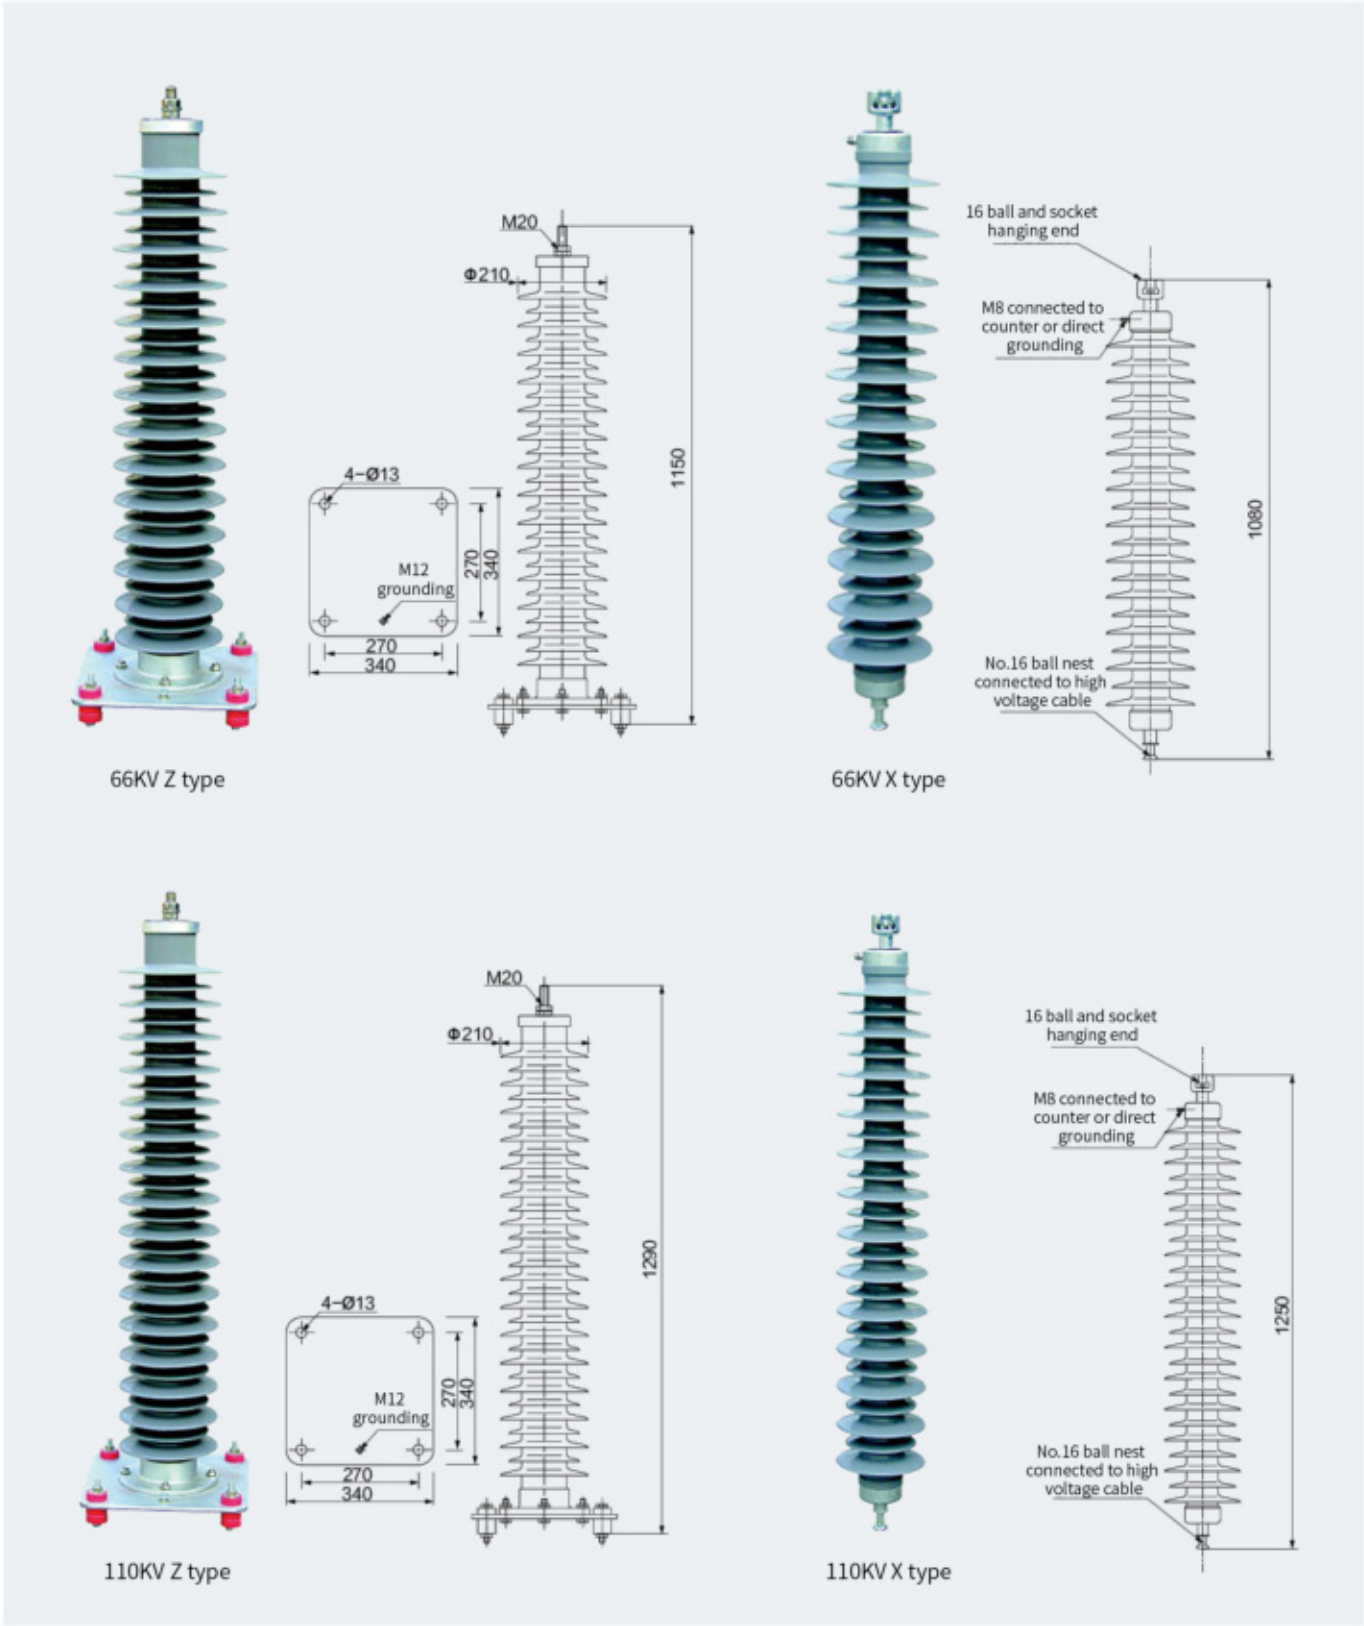 M20
Φ210
1150
4-Ø13
M12
grounding
270
340
270
340
66KV Z type
16 ball and socket
hanging end
M8 connected to
counter or direct
grounding
1080
No.16 ball nest
connected to high
voltage cable
66KV X type
M20
Φ210
1290
4-Ø13
M12
grounding
270
340
270
340
110KV Z type
16 ball and socket
hanging end
M8 connected to
counter or direct
grounding
1250
No.16 ball nest
connected to high
voltage cable
110KV X type